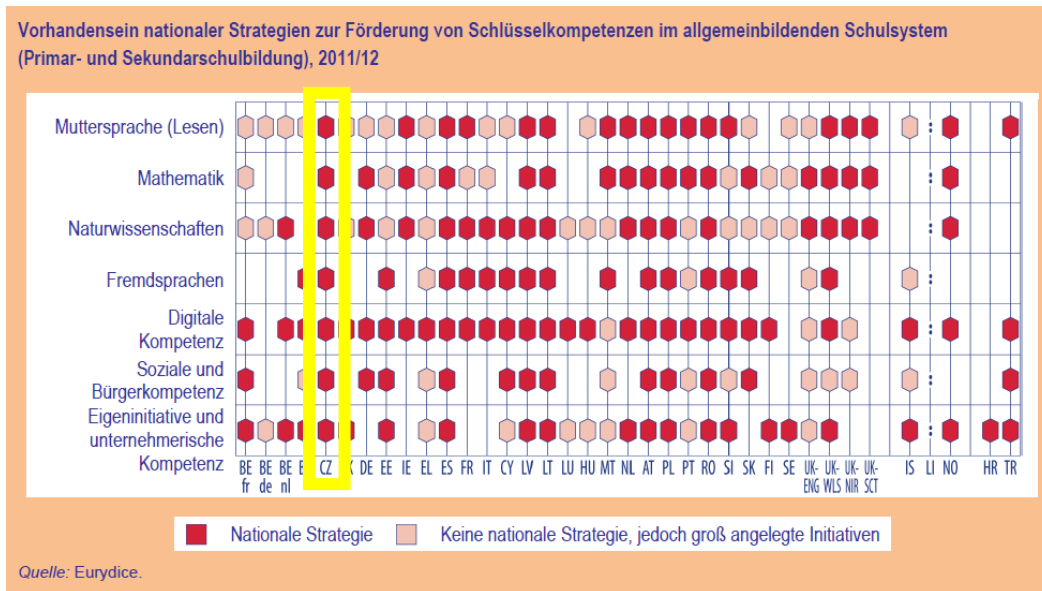 Vorhandensein nationaler Strategien zur Förderung von Schlüsselkompetenzen im allgemeinbildenden Schulsystem
(Primar- und Sekundarschulbildung), 2011/12
Muttersprache (Lesen)
Mathematik
Naturwissenschaften
Fremdsprachen
Digitale
Kompetenz
Soziale und
Bürgerkompetenz
Eigeninitiative und
unternehmerische
Kompetenz
BE fr BE de BE nl CZ DE EE IE EL ES FR IT CY LV LT LU HU MT NL AT PL PT RO SI SK FI SE UK-ENG UK-WLS UK-NIR UK-SCT IS LI NO HR TR
Nationale Strategie Keine nationale Strategie, jedoch groß angelegte Initiativen
Quelle: Eurydice.